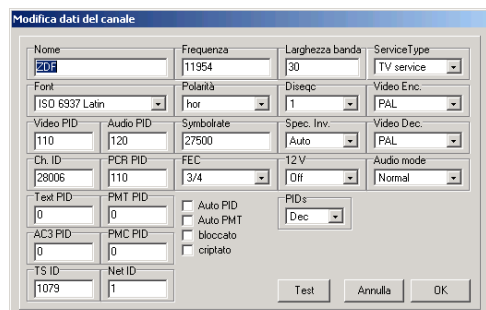 Modifica dati del canale
Nome Frequenza Larghezza banda ServiceType
ZDF 11954 30 TV service
Font Polarità Diseqc Video Enc.
ISO 6937 Latin hor 1 PAL
Video PID Audio PID Symbolrate Spec. Inv. Video Dec.
110 120 27500 Auto PAL
Ch. ID PCR PID FEC 12 V Audio mode
28006 110 3/4 Off Normal
Text PID PMT PID Auto PID PIDs
0 0 Auto PMT Dec
AC3 PID PMC PID bloccato
0 0 criptato
TS ID Net ID
1079 1 Test Annulla OK